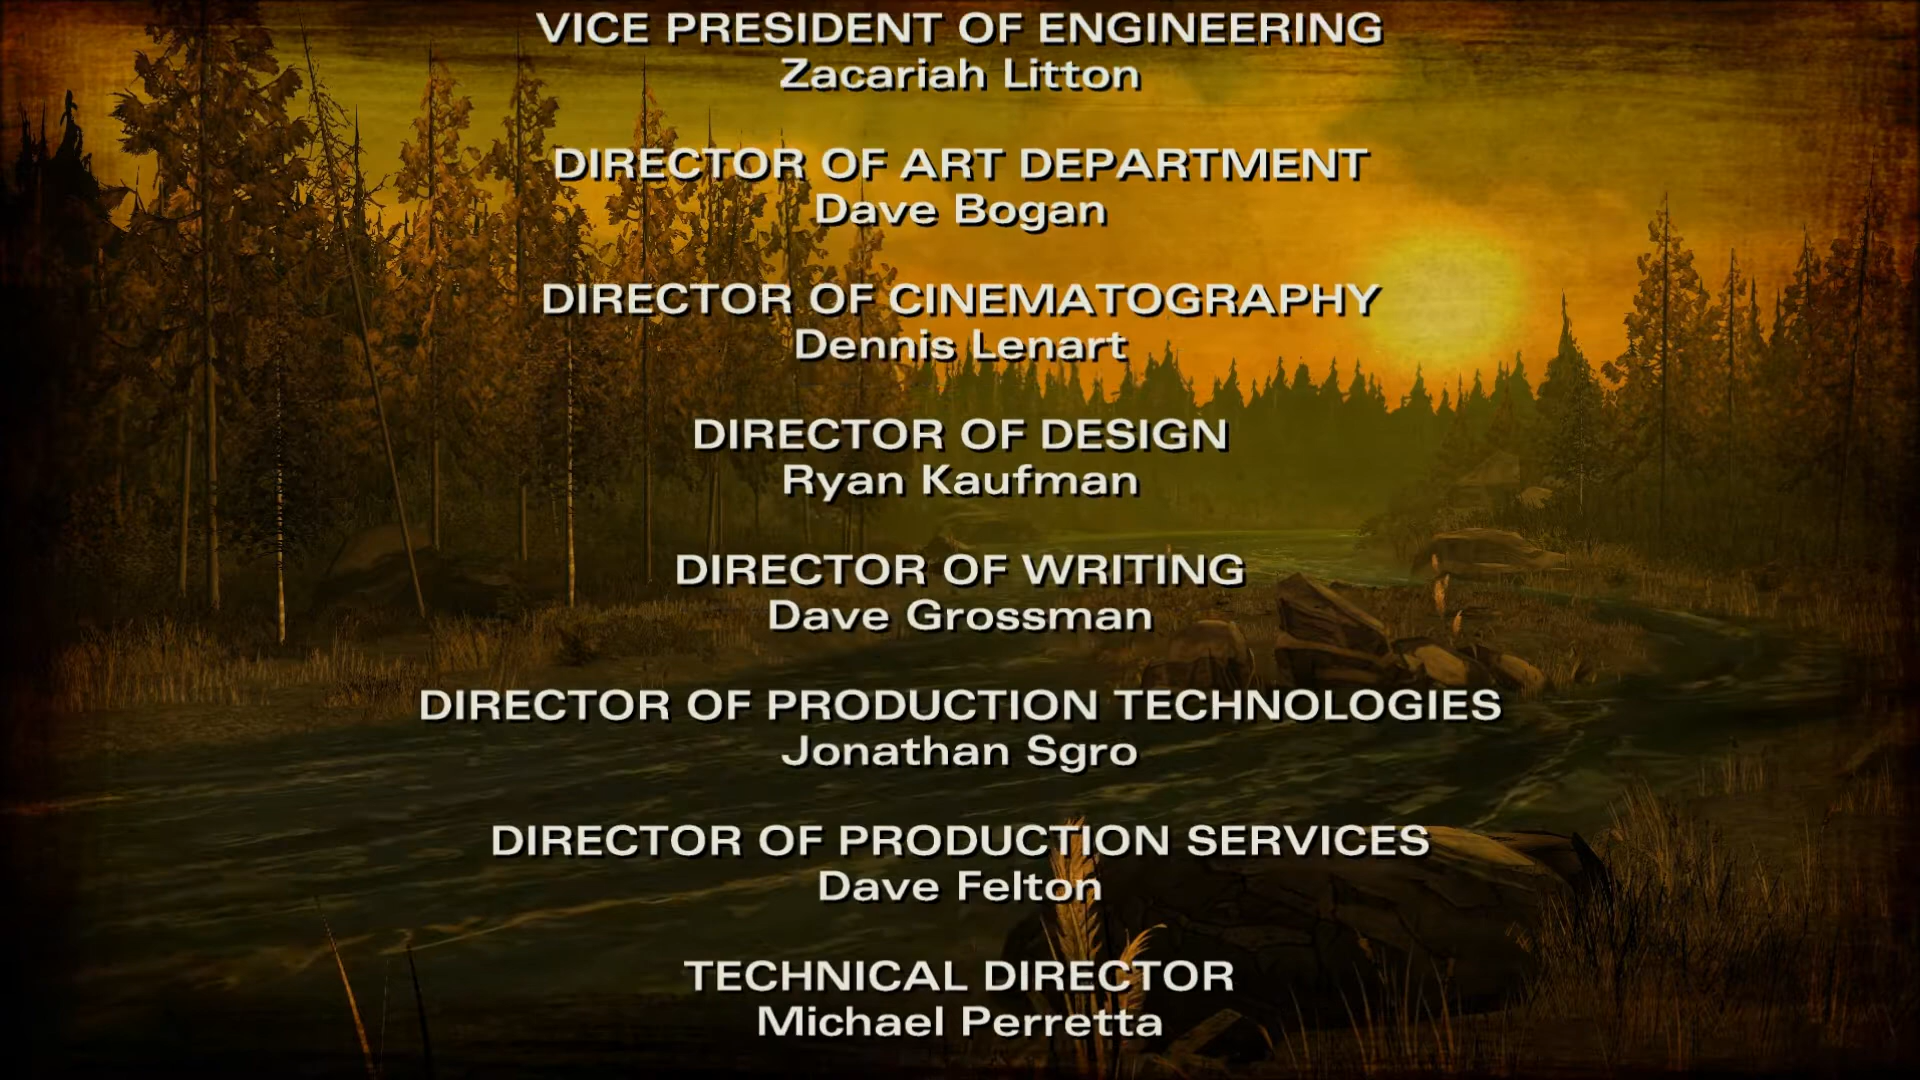 VICE PRESIDENT OF ENGINEERING
Zacariah Litton
DIRECTOR OF ART DEPARTMENT
Dave Bogan
DIRECTOR OF CINEMATOGRAPHY
Dennis Lenart
DIRECTOR OF DESIGN
Ryan Kaufman
DIRECTOR OF WRITING
Dave Grossman
DIRECTOR OF PRODUCTION TECHNOLOGIES
Jonathan Sgro
DIRECTOR OF PRODUCTION SERVICES
Dave Felton
TECHNICAL DIRECTOR
Michael Perretta